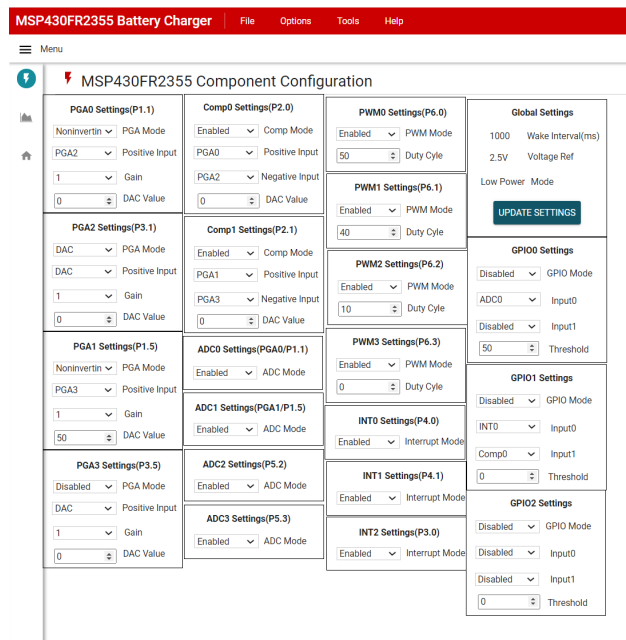 MSP430FR2355 Battery Charger File Options Tools Help
Menu
MSP430FR2355 Component Configuration
PGA0 Settings(P1.1)
Noninvertin PGA Mode
PGA2 Positive Input
1 Gain
0 DAC Value
PGA2 Settings(P3.1)
DAC PGA Mode
DAC Positive Input
1 Gain
0 DAC Value
PGA1 Settings(P1.5)
Noninvertin PGA Mode
PGA3 Positive Input
1 Gain
50 DAC Value
PGA3 Settings(P3.5)
Disabled PGA Mode
DAC Positive Input
1 Gain
0 DAC Value
Comp0 Settings(P2.0)
Enabled Comp Mode
PGA0 Positive Input
PGA2 Negative Input
0 DAC Value
Comp1 Settings(P2.1)
Enabled Comp Mode
PGA1 Positive Input
PGA3 Negative Input
0 DAC Value
ADC0 Settings(PGA0/P1.1)
Enabled ADC Mode
ADC1 Settings(PGA1/P1.5)
Enabled ADC Mode
ADC2 Settings(P5.2)
Enabled ADC Mode
ADC3 Settings(P5.3)
Enabled ADC Mode
PWM0 Settings(P6.0)
Enabled PWM Mode
50 Duty Cyle
PWM1 Settings(P6.1)
Enabled PWM Mode
40 Duty Cyle
PWM2 Settings(P6.2)
Enabled PWM Mode
10 Duty Cyle
PWM3 Settings(P6.3)
Enabled PWM Mode
0 Duty Cyle
INT0 Settings(P4.0)
Enabled Interrupt Mode
INT1 Settings(P4.1)
Enabled Interrupt Mode
INT2 Settings(P3.0)
Enabled Interrupt Mode
Global Settings
1000 Wake Interval(ms)
2.5V Voltage Ref
Low Power Mode
UPDATE SETTINGS
GPIO0 Settings
Disabled GPIO Mode
ADC0 Input0
Disabled Input1
50 Threshold
GPIO1 Settings
Disabled GPIO Mode
INT0 Input0
Comp0 Input1
0 Threshold
GPIO2 Settings
Disabled GPIO Mode
Disabled Input0
Disabled Input1
0 Threshold